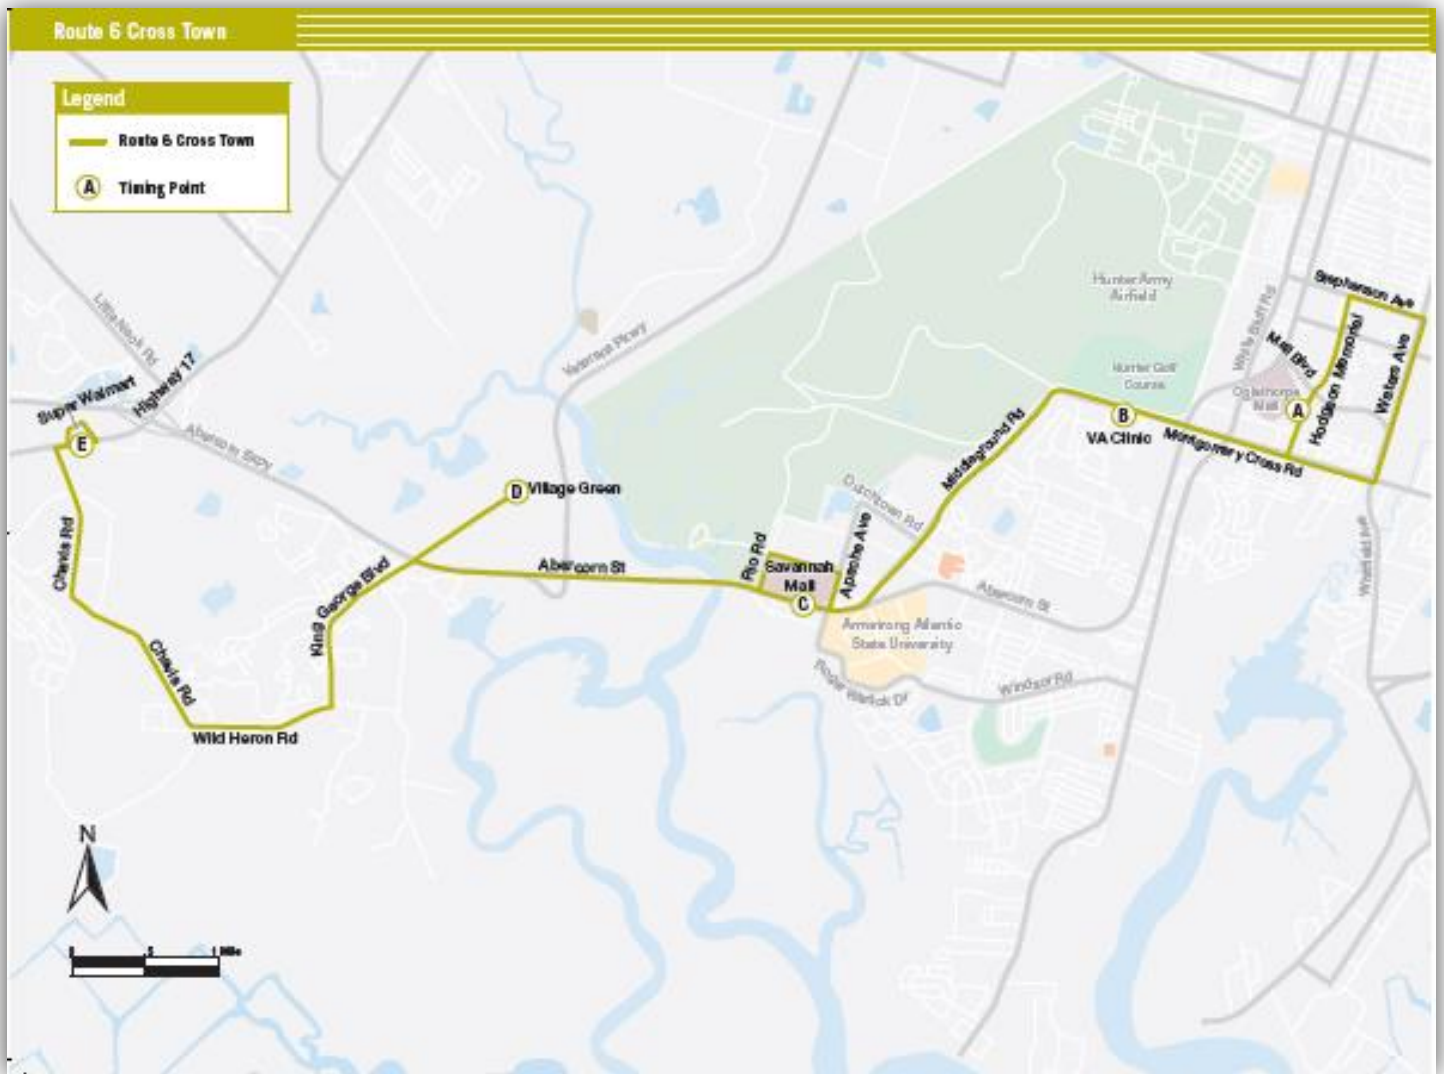 Route 6 Cross Town
Legend
Route 6 Cross Town
A
Timing Point
Hunter Army
Airfield
Hunter Golf
Course
Stephenson Ave
White Bluff Rd
Mall Blvd
Hodgson Memorial
Waters Ave
Oglethorpe
Mall
A
Little Neck Rd
Highway 17
Veterans Pkwy
Super Walmart
E
Abercorn Expy
B
VA Clinic
Montgomery Cross Rd
Middleground Rd
D
Village Green
Dutchtown Rd
Apache Ave
Rio Rd
Savannah
Mall
C
Abercorn St
Abercorn St
Chevis Rd
King George Blvd
Whitfield Ave
Armstrong Atlantic
State University
Chevis Rd
Windsor Rd
Wild Heron Rd
N
0
.5
1 Mile